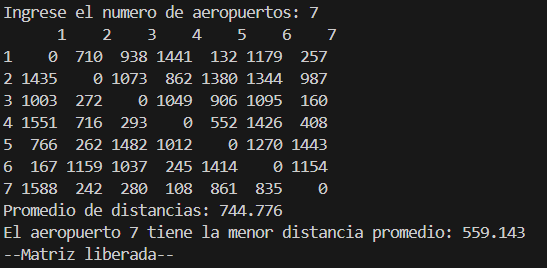 Ingrese el numero de aeropuertos: 7
1 2 3 4 5 6 7
1 0 710 938 1441 132 1179 257
2 1435 0 1073 862 1380 1344 987
3 1003 272 0 1049 906 1095 160
4 1551 716 293 0 552 1426 408
5 766 262 1482 1012 0 1270 1443
6 167 1159 1037 245 1414 0 1154
7 1588 242 280 108 861 835 0
Promedio de distancias: 744.776
El aeropuerto 7 tiene la menor distancia promedio: 559.143
--Matriz liberada--